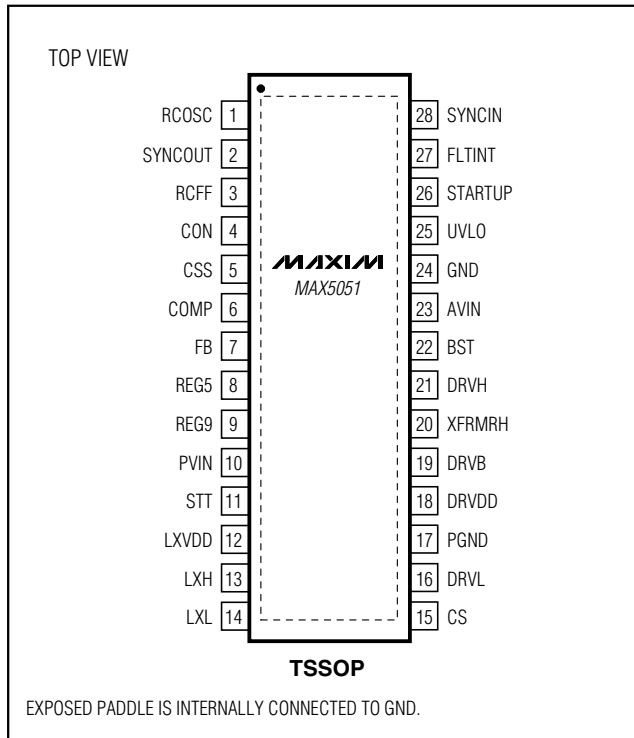 TOP VIEW
RCOSC 1
SYNCOUT 2
RCFF 3
CON 4
CSS 5
COMP 6
FB 7
REG5 8
REG9 9
PVIN 10
STT 11
LXVDD 12
LXH 13
LXL 14
MAXIM
MAX5051
28 SYNCIN
27 FLTINT
26 STARTUP
25 UVLO
24 GND
23 AVIN
22 BST
21 DRVH
20 XFRMRH
19 DRVB
18 DRVDD
17 PGND
16 DRVL
15 CS
TSSOP
EXPOSED PADDLE IS INTERNALLY CONNECTED TO GND.